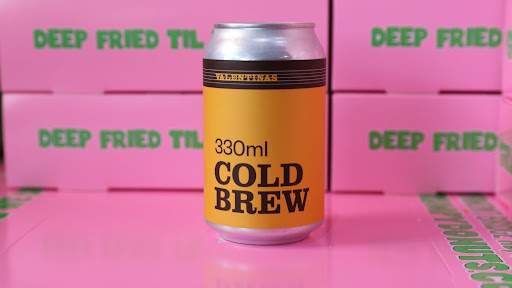 DEEP FRIED TIL
DEEP FRIED
DEEP FRIED TIL
DEEP FRIED
VALENTINAS
330ml
COLD
BREW